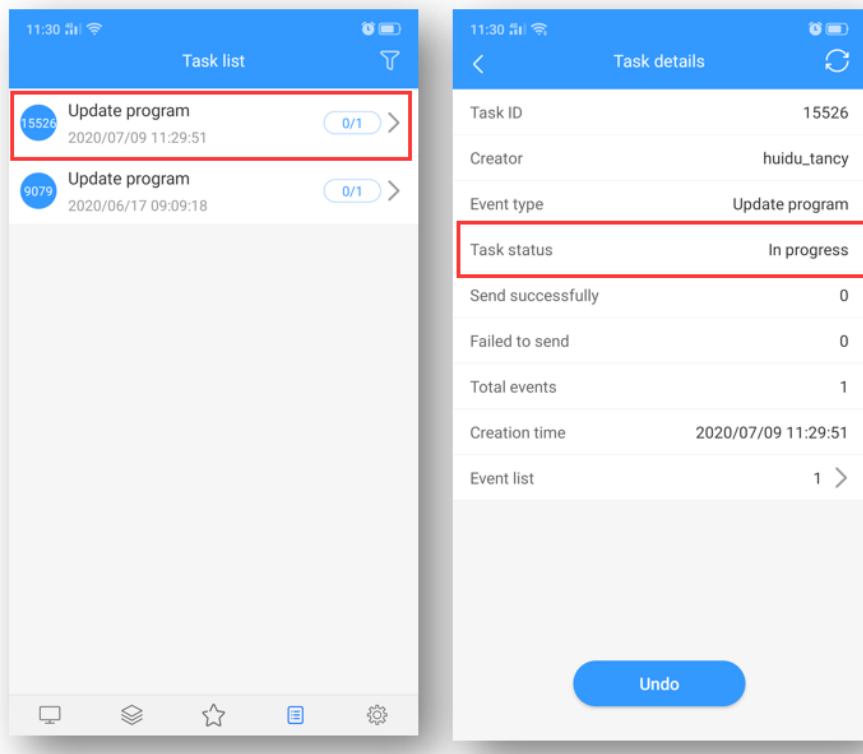 11:30
Task list
15526
Update program
2020/07/09 11:29:51
0/1
9079
Update program
2020/06/17 09:09:18
0/1
11:30
Task details
Task ID 15526
Creator huidu_tancy
Event type Update program
Task status In progress
Send successfully 0
Failed to send 0
Total events 1
Creation time 2020/07/09 11:29:51
Event list 1
Undo